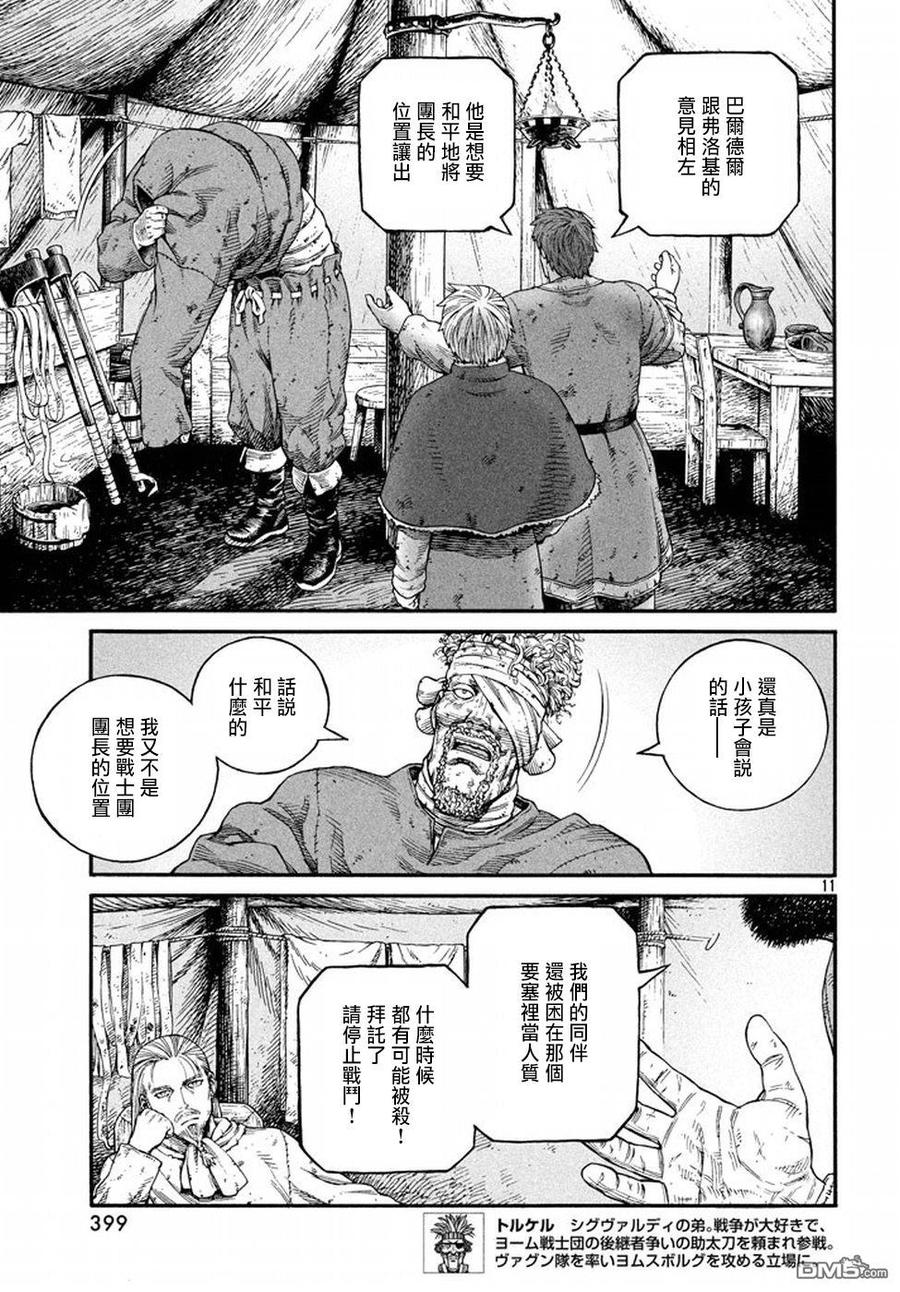 巴爾德爾
跟弗洛基的
意見相左
他是想要
和平地將
團長的
位置讓出
還真是
小孩子會說
的話——
話說
和平
什麼的
我又不是
想要戰士團
團長的位置
11
我們的同伴
還被困在那個
要塞裡當人質
什麼時候
都有可能被殺！
拜託了
請停止戰鬥！
399
トルケル　シグヴァルディの弟。戦争が大好きで、
ヨーム戦士団の後継者争いの助太刀を頼まれ参戦。
ヴァグン隊を率いヨムスボルグを攻める立場に
DM5.com